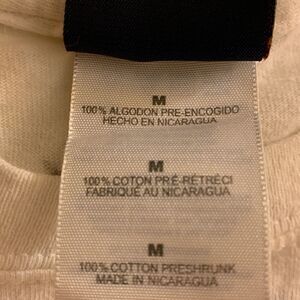 M
100% ALGODON PRE-ENCOGIDO
HECHO EN NICARAGUA
M
100% COTON PRÉ-RÉTRÉCI
FABRIQUÉ AU NICARAGUA
M
100% COTTON PRESHRUNK
MADE IN NICARAGUA